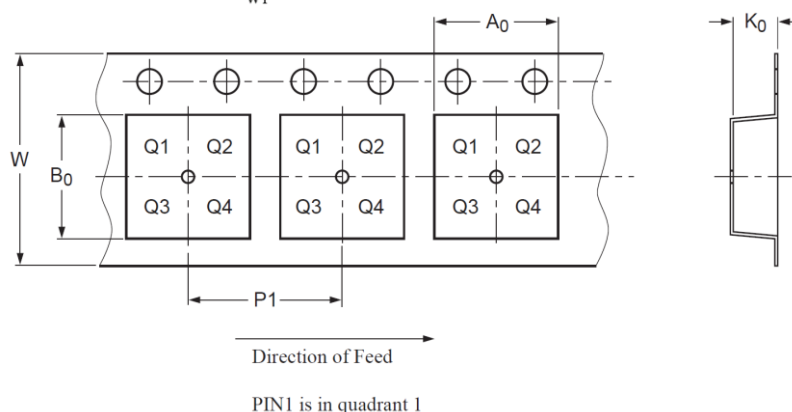 W1
A0
K0
Q1 Q2 Q1 Q2 Q1 Q2
W
B0
Q3 Q4 Q3 Q4 Q3 Q4
P1
Direction of Feed
PIN1 is in quadrant 1